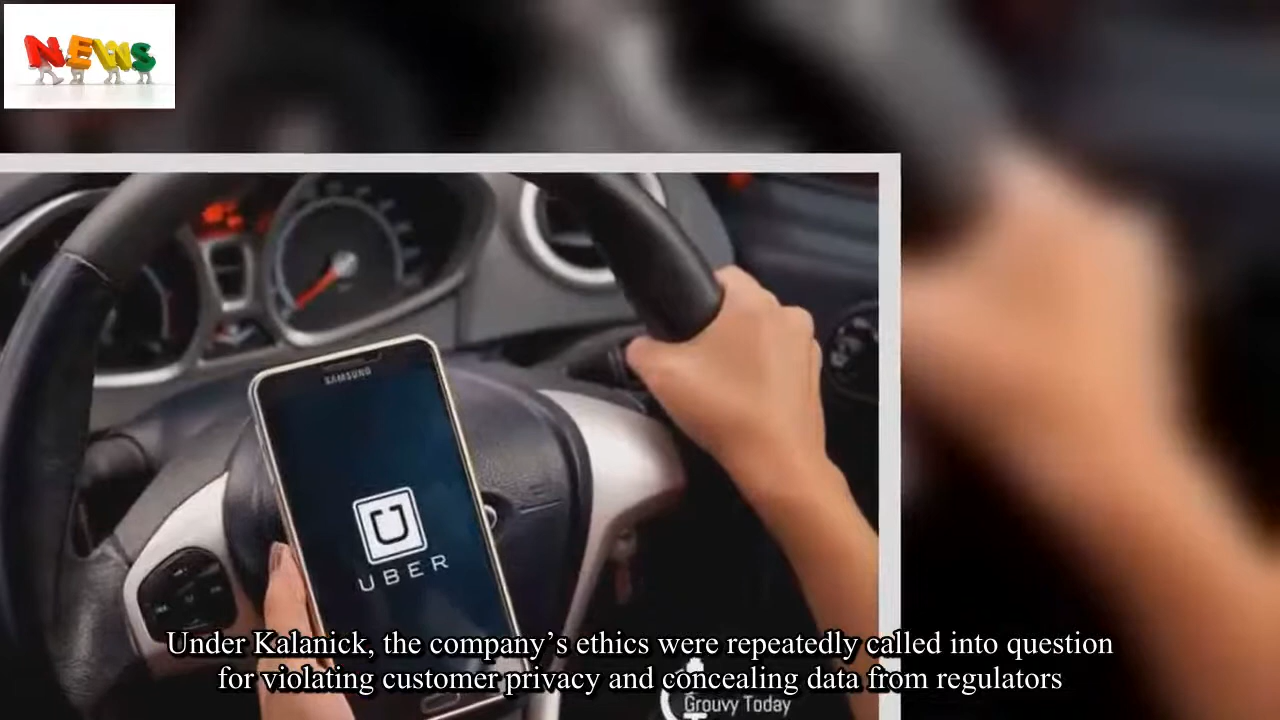 NEWS
SAMSUNG
U
UBER
Under Kalanick, the company’s ethics were repeatedly called into question
for violating customer privacy and concealing data from regulators
Grouvy Today